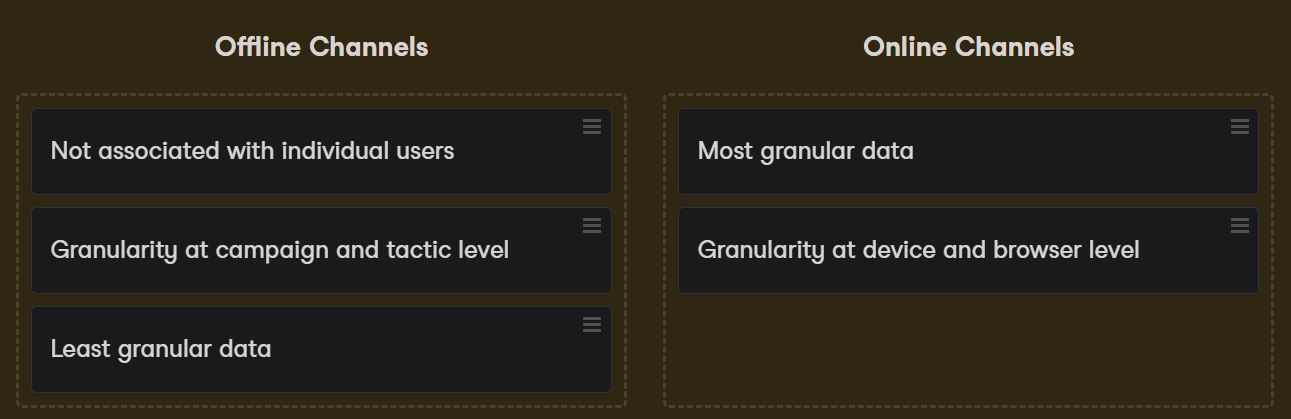 Offline Channels
Not associated with individual users
Granularity at campaign and tactic level
Least granular data
Online Channels
Most granular data
Granularity at device and browser level